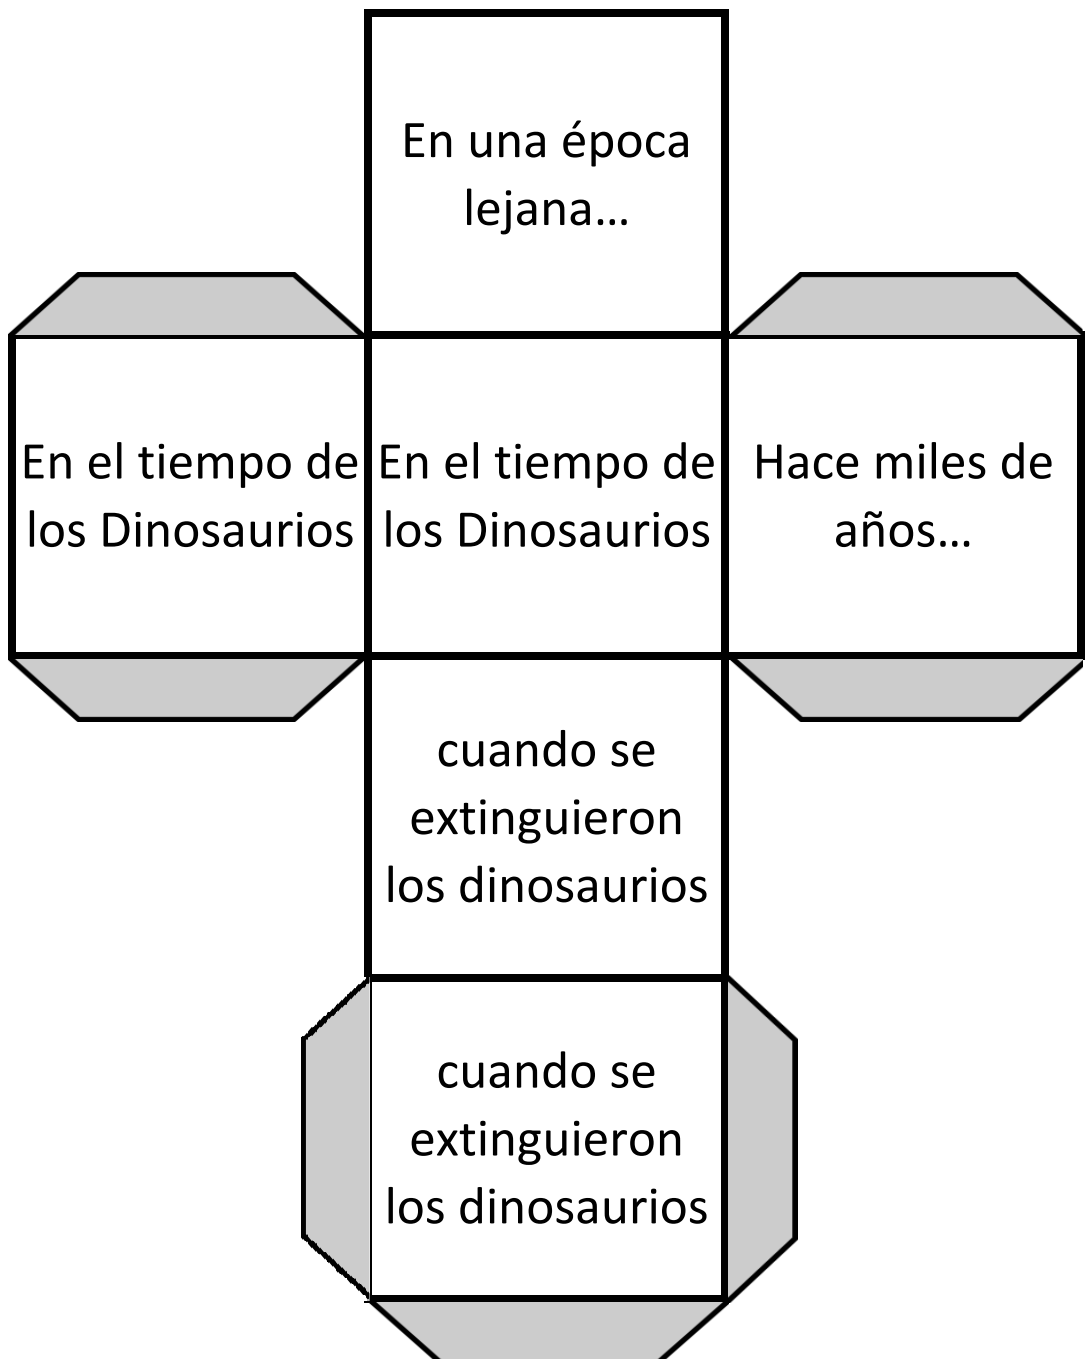 En una época
lejana...
En el tiempo de
los Dinosaurios
En el tiempo de
los Dinosaurios
Hace miles de
años...
cuando se
extinguieron
los dinosaurios
cuando se
extinguieron
los dinosaurios